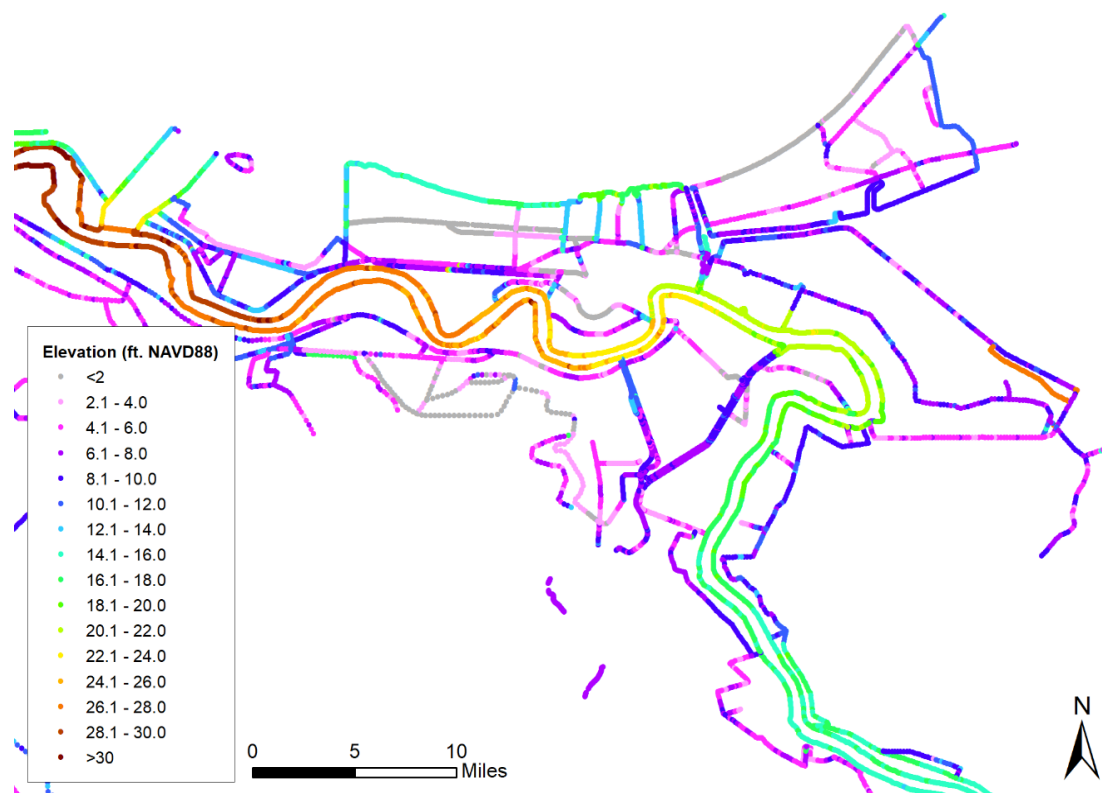 Elevation (ft. NAVD88)
<2
2.1 - 4.0
4.1 - 6.0
6.1 - 8.0
8.1 - 10.0
10.1 - 12.0
12.1 - 14.0
14.1 - 16.0
16.1 - 18.0
18.1 - 20.0
20.1 - 22.0
22.1 - 24.0
24.1 - 26.0
26.1 - 28.0
28.1 - 30.0
>30
0 5 10
Miles
N